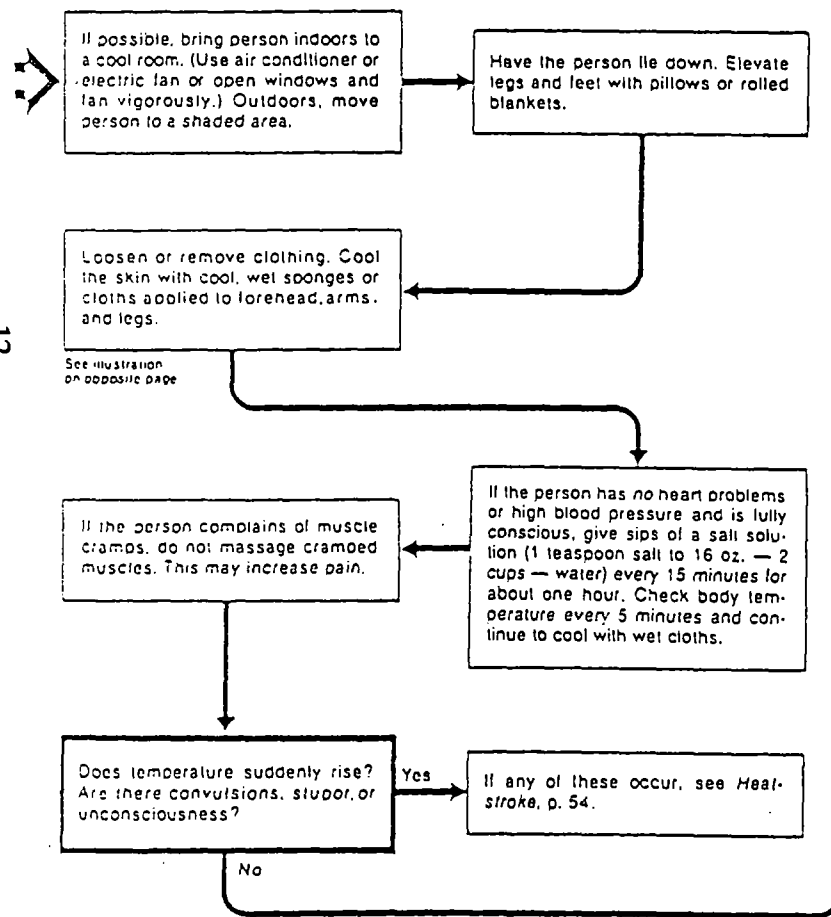 If possible, bring person indoors to
a cool room. (Use air conditioner or
electric fan or open windows and
fan vigorously.) Outdoors, move
person to a shaded area.
Have the person lie down. Elevate
legs and feet with pillows or rolled
blankets.
Loosen or remove clothing. Cool
the skin with cool, wet sponges or
cloths applied to forehead, arms,
and legs.
See illustration
on opposite page
12
If the person has no heart problems
or high blood pressure and is fully
conscious, give sips of a salt solu-
tion (1 teaspoon salt to 16 oz. — 2
cups — water) every 15 minutes for
about one hour. Check body tem-
perature every 5 minutes and con-
tinue to cool with wet cloths.
If the person complains of muscle
cramps, do not massage cramped
muscles. This may increase pain.
Does temperature suddenly rise?
Are there convulsions, stupor, or
unconsciousness?
Yes
If any of these occur, see Heat-
stroke, p. 54.
No